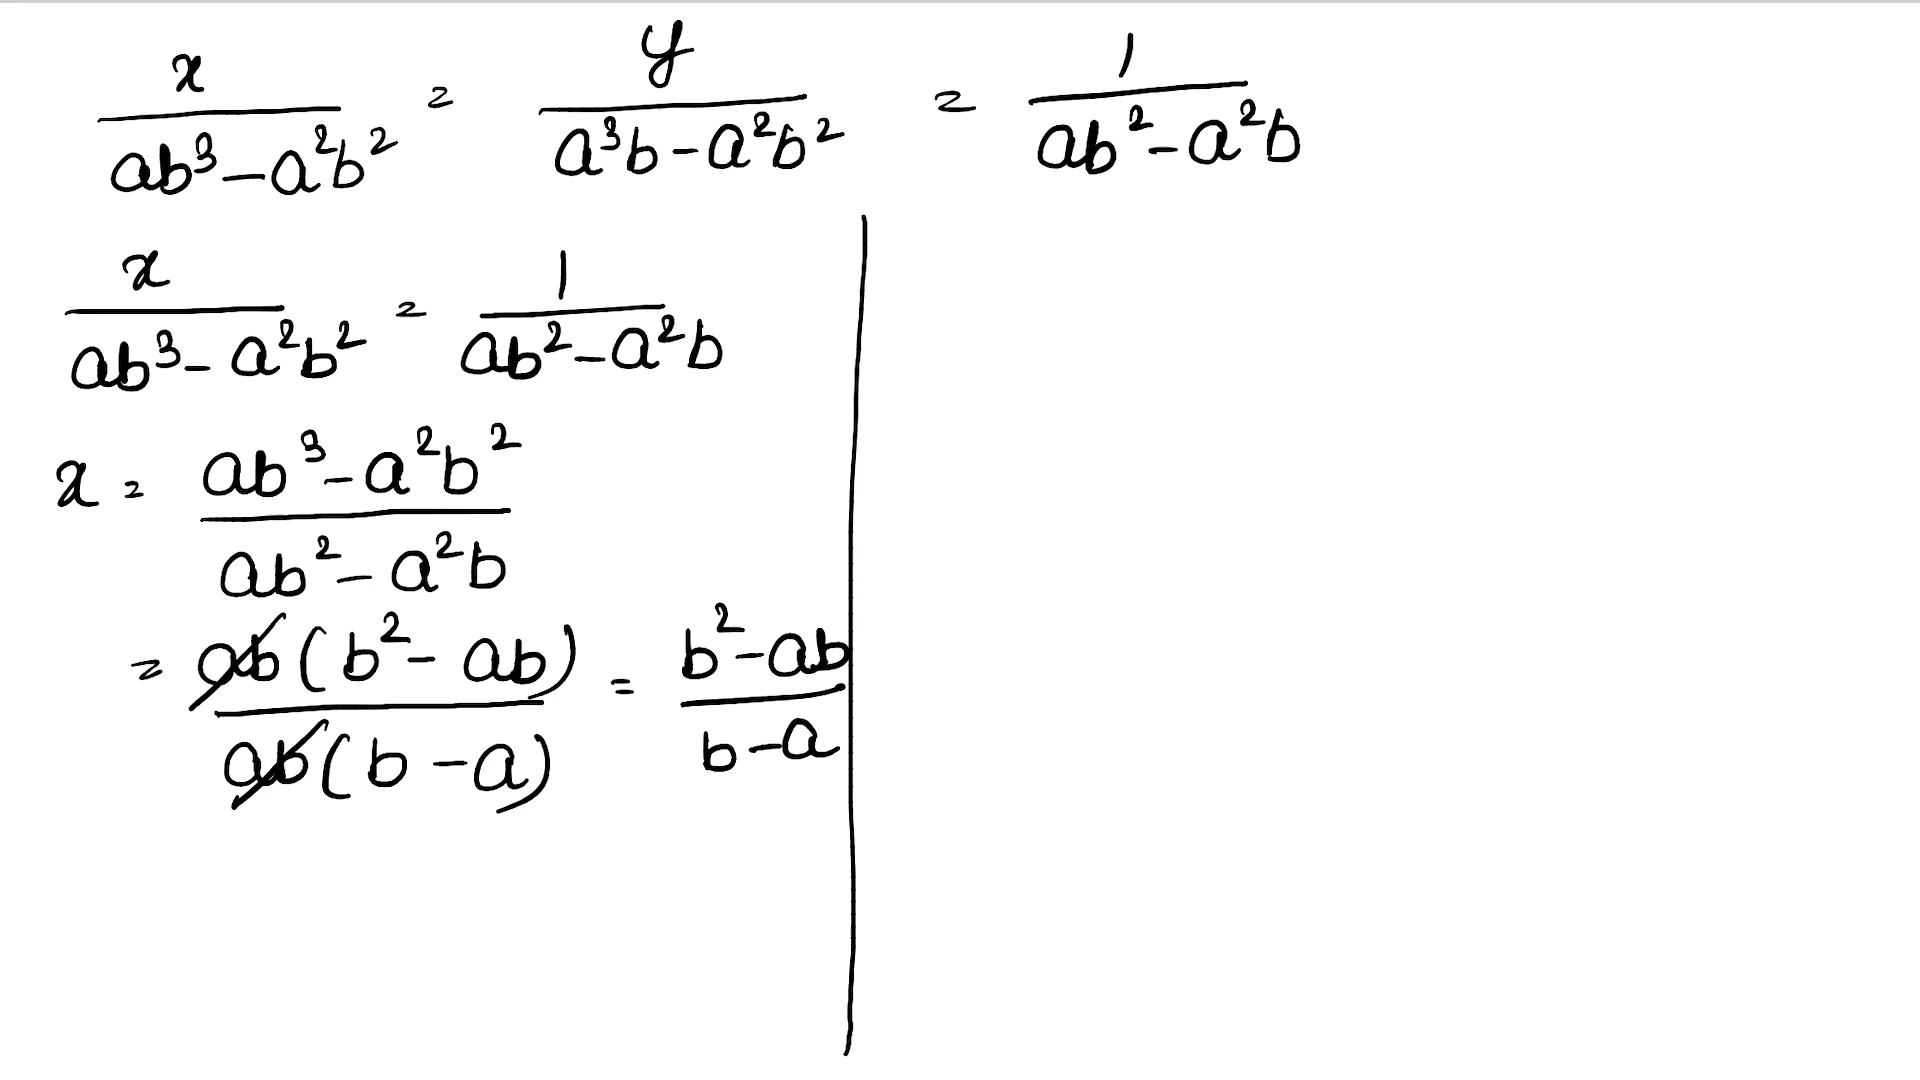 x/(ab³-a²b²) = y/(a³b-a²b²) = 1/(ab²-a²b)
x/(ab³-a²b²) = 1/(ab²-a²b)
x = (ab³-a²b²)/(ab²-a²b)
= ab(b²-ab)/ab(b-a) = (b²-ab)/(b-a)